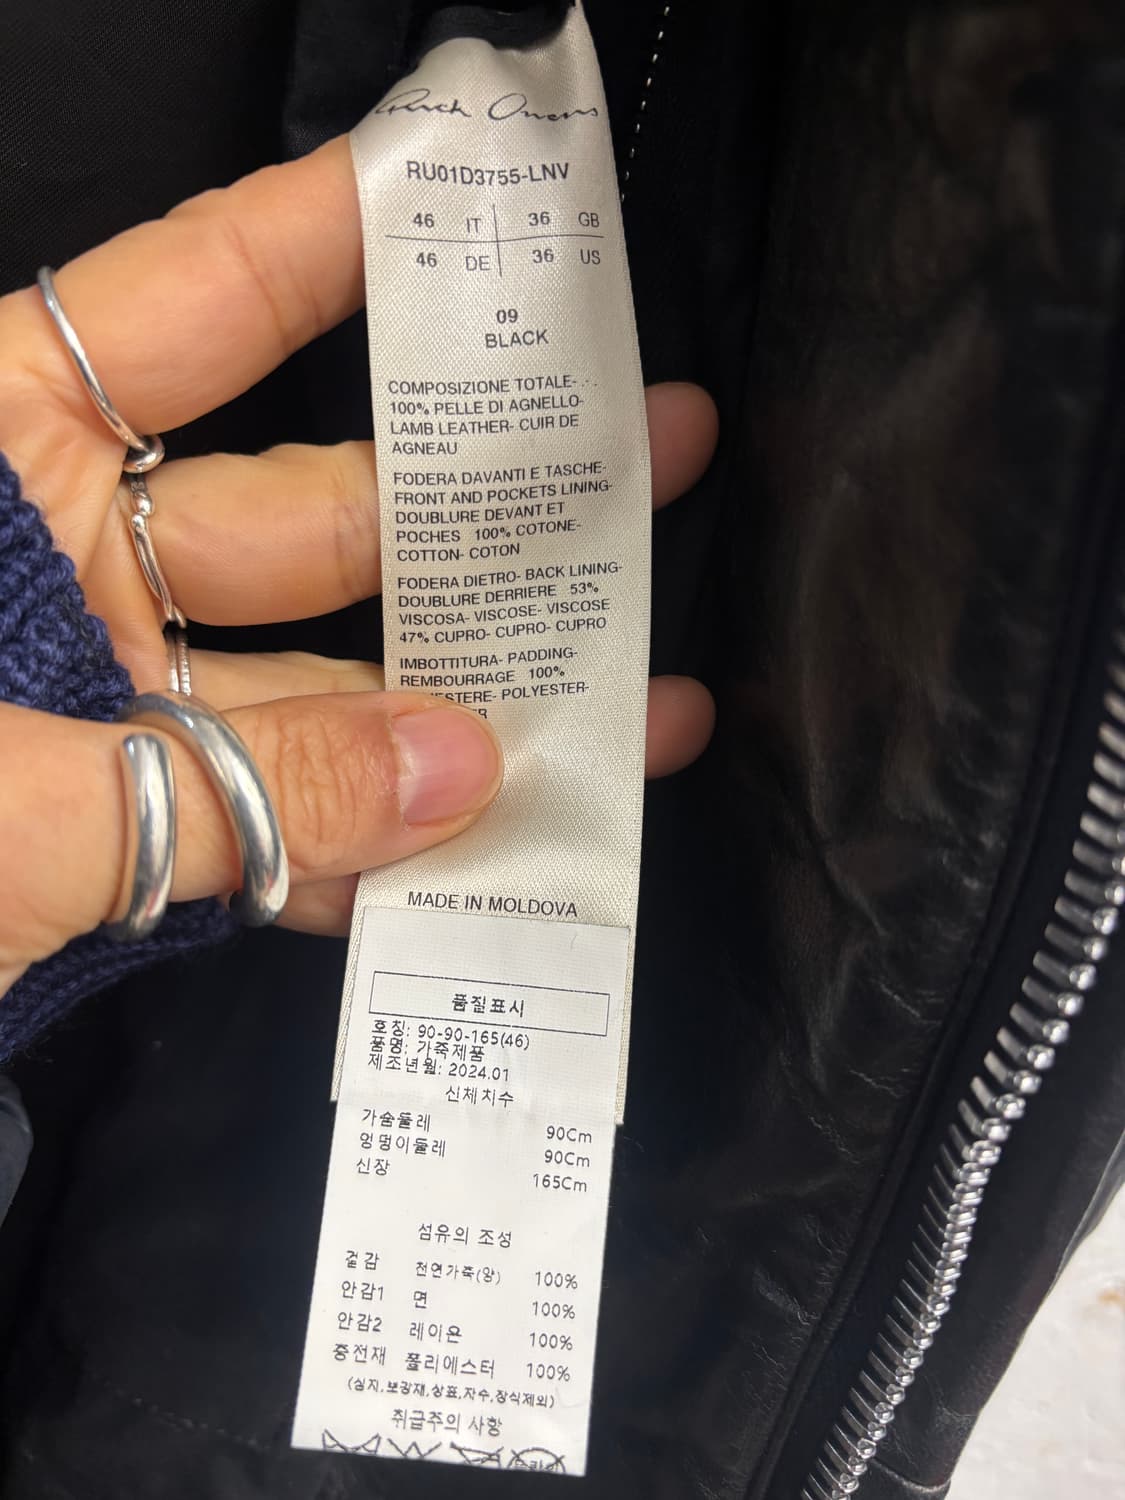 Rick Owens
RU01D3755-LNV
46 IT 36 GB
46 DE 36 US
09
BLACK
COMPOSIZIONE TOTALE-
100% PELLE DI AGNELLO-
LAMB LEATHER- CUIR DE
AGNEAU
FODERA DAVANTI E TASCHE-
FRONT AND POCKETS LINING-
DOUBLURE DEVANT ET
POCHES 100% COTONE-
COTTON- COTON
FODERA DIETRO- BACK LINING-
DOUBLURE DERRIERE 53%
VISCOSA- VISCOSE- VISCOSE
47% CUPRO- CUPRO- CUPRO
IMBOTTITURA- PADDING-
REMBOURRAGE 100%
ESTERE- POLYESTER-
ER
MADE IN MOLDOVA
품질표시
호칭: 90-90-165(46)
품명: 가죽제품
제조년월: 2024.01
신체치수
가슴둘레 90Cm
엉덩이둘레 90Cm
신장 165Cm
섬유의 조성
겉감 천연가죽(양) 100%
안감1 면 100%
안감2 레이욘 100%
충전재 폴리에스터 100%
(심지,보강재,상표,자수,장식제외)
취급주의 사항